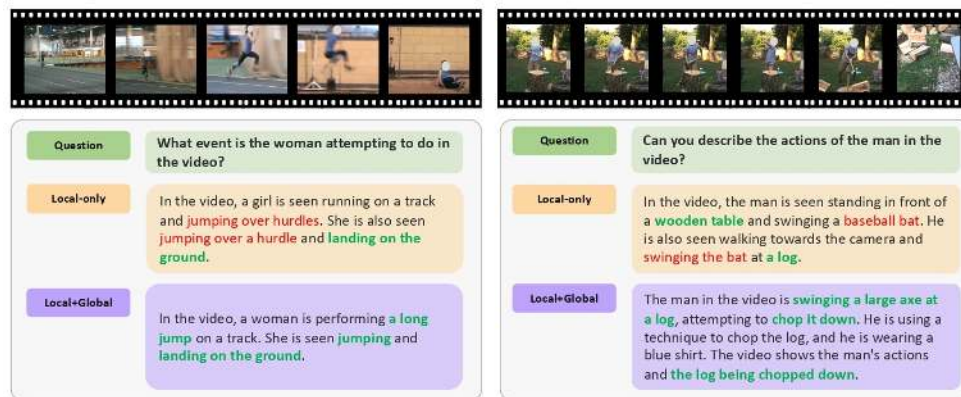 Question
What event is the woman attempting to do in
the video?
Local-only
In the video, a girl is seen running on a track
and jumping over hurdles. She is also seen
jumping over a hurdle and landing on the
ground.
Local+Global
In the video, a woman is performing a long
jump on a track. She is seen jumping and
landing on the ground.
Question
Can you describe the actions of the man in the
video?
Local-only
In the video, the man is seen standing in front of
a wooden table and swinging a baseball bat. He
is also seen walking towards the camera and
swinging the bat at a log.
Local+Global
The man in the video is swinging a large axe at
a log, attempting to chop it down. He is using a
technique to chop the log, and he is wearing a
blue shirt. The video shows the man's actions
and the log being chopped down.